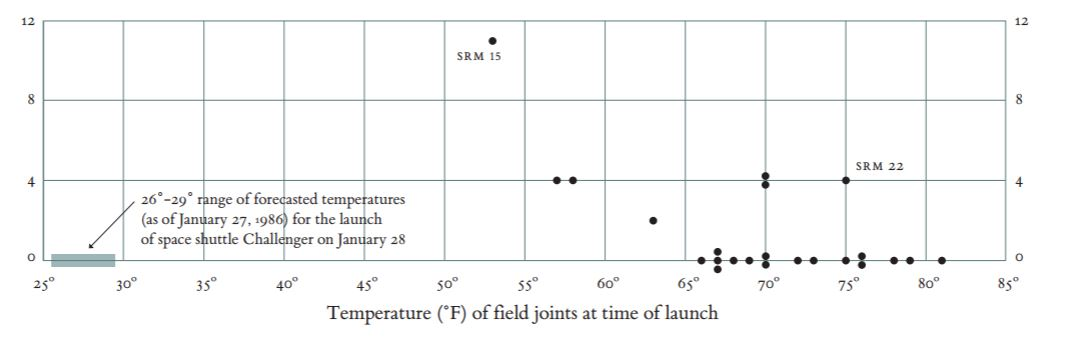 12 12
SRM 15
8 8
SRM 22
4 4
26°-29° range of forecasted temperatures
(as of January 27, 1986) for the launch
of space shuttle Challenger on January 28
0 0
25° 30° 35° 40° 45° 50° 55° 60° 65° 70° 75° 80° 85°
Temperature (°F) of field joints at time of launch